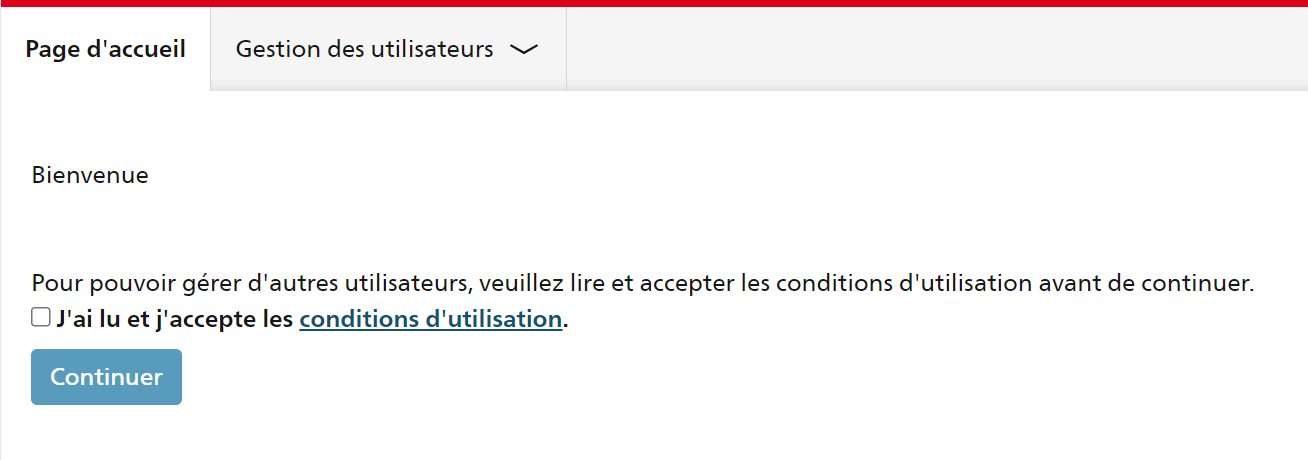 Page d'accueil
Gestion des utilisateurs
Bienvenue
Pour pouvoir gérer d'autres utilisateurs, veuillez lire et accepter les conditions d'utilisation avant de continuer.
J'ai lu et j'accepte les conditions d'utilisation.
Continuer